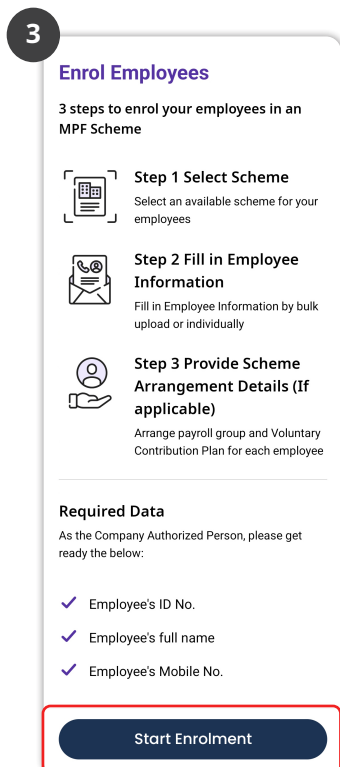 3
Enrol Employees
3 steps to enrol your employees in an
MPF Scheme
Step 1 Select Scheme
Select an available scheme for your
employees
Step 2 Fill in Employee
Information
Fill in Employee Information by bulk
upload or individually
Step 3 Provide Scheme
Arrangement Details (If
applicable)
Arrange payroll group and Voluntary
Contribution Plan for each employee
Required Data
As the Company Authorized Person, please get
ready the below:
Employee's ID No.
Employee's full name
Employee's Mobile No.
Start Enrolment